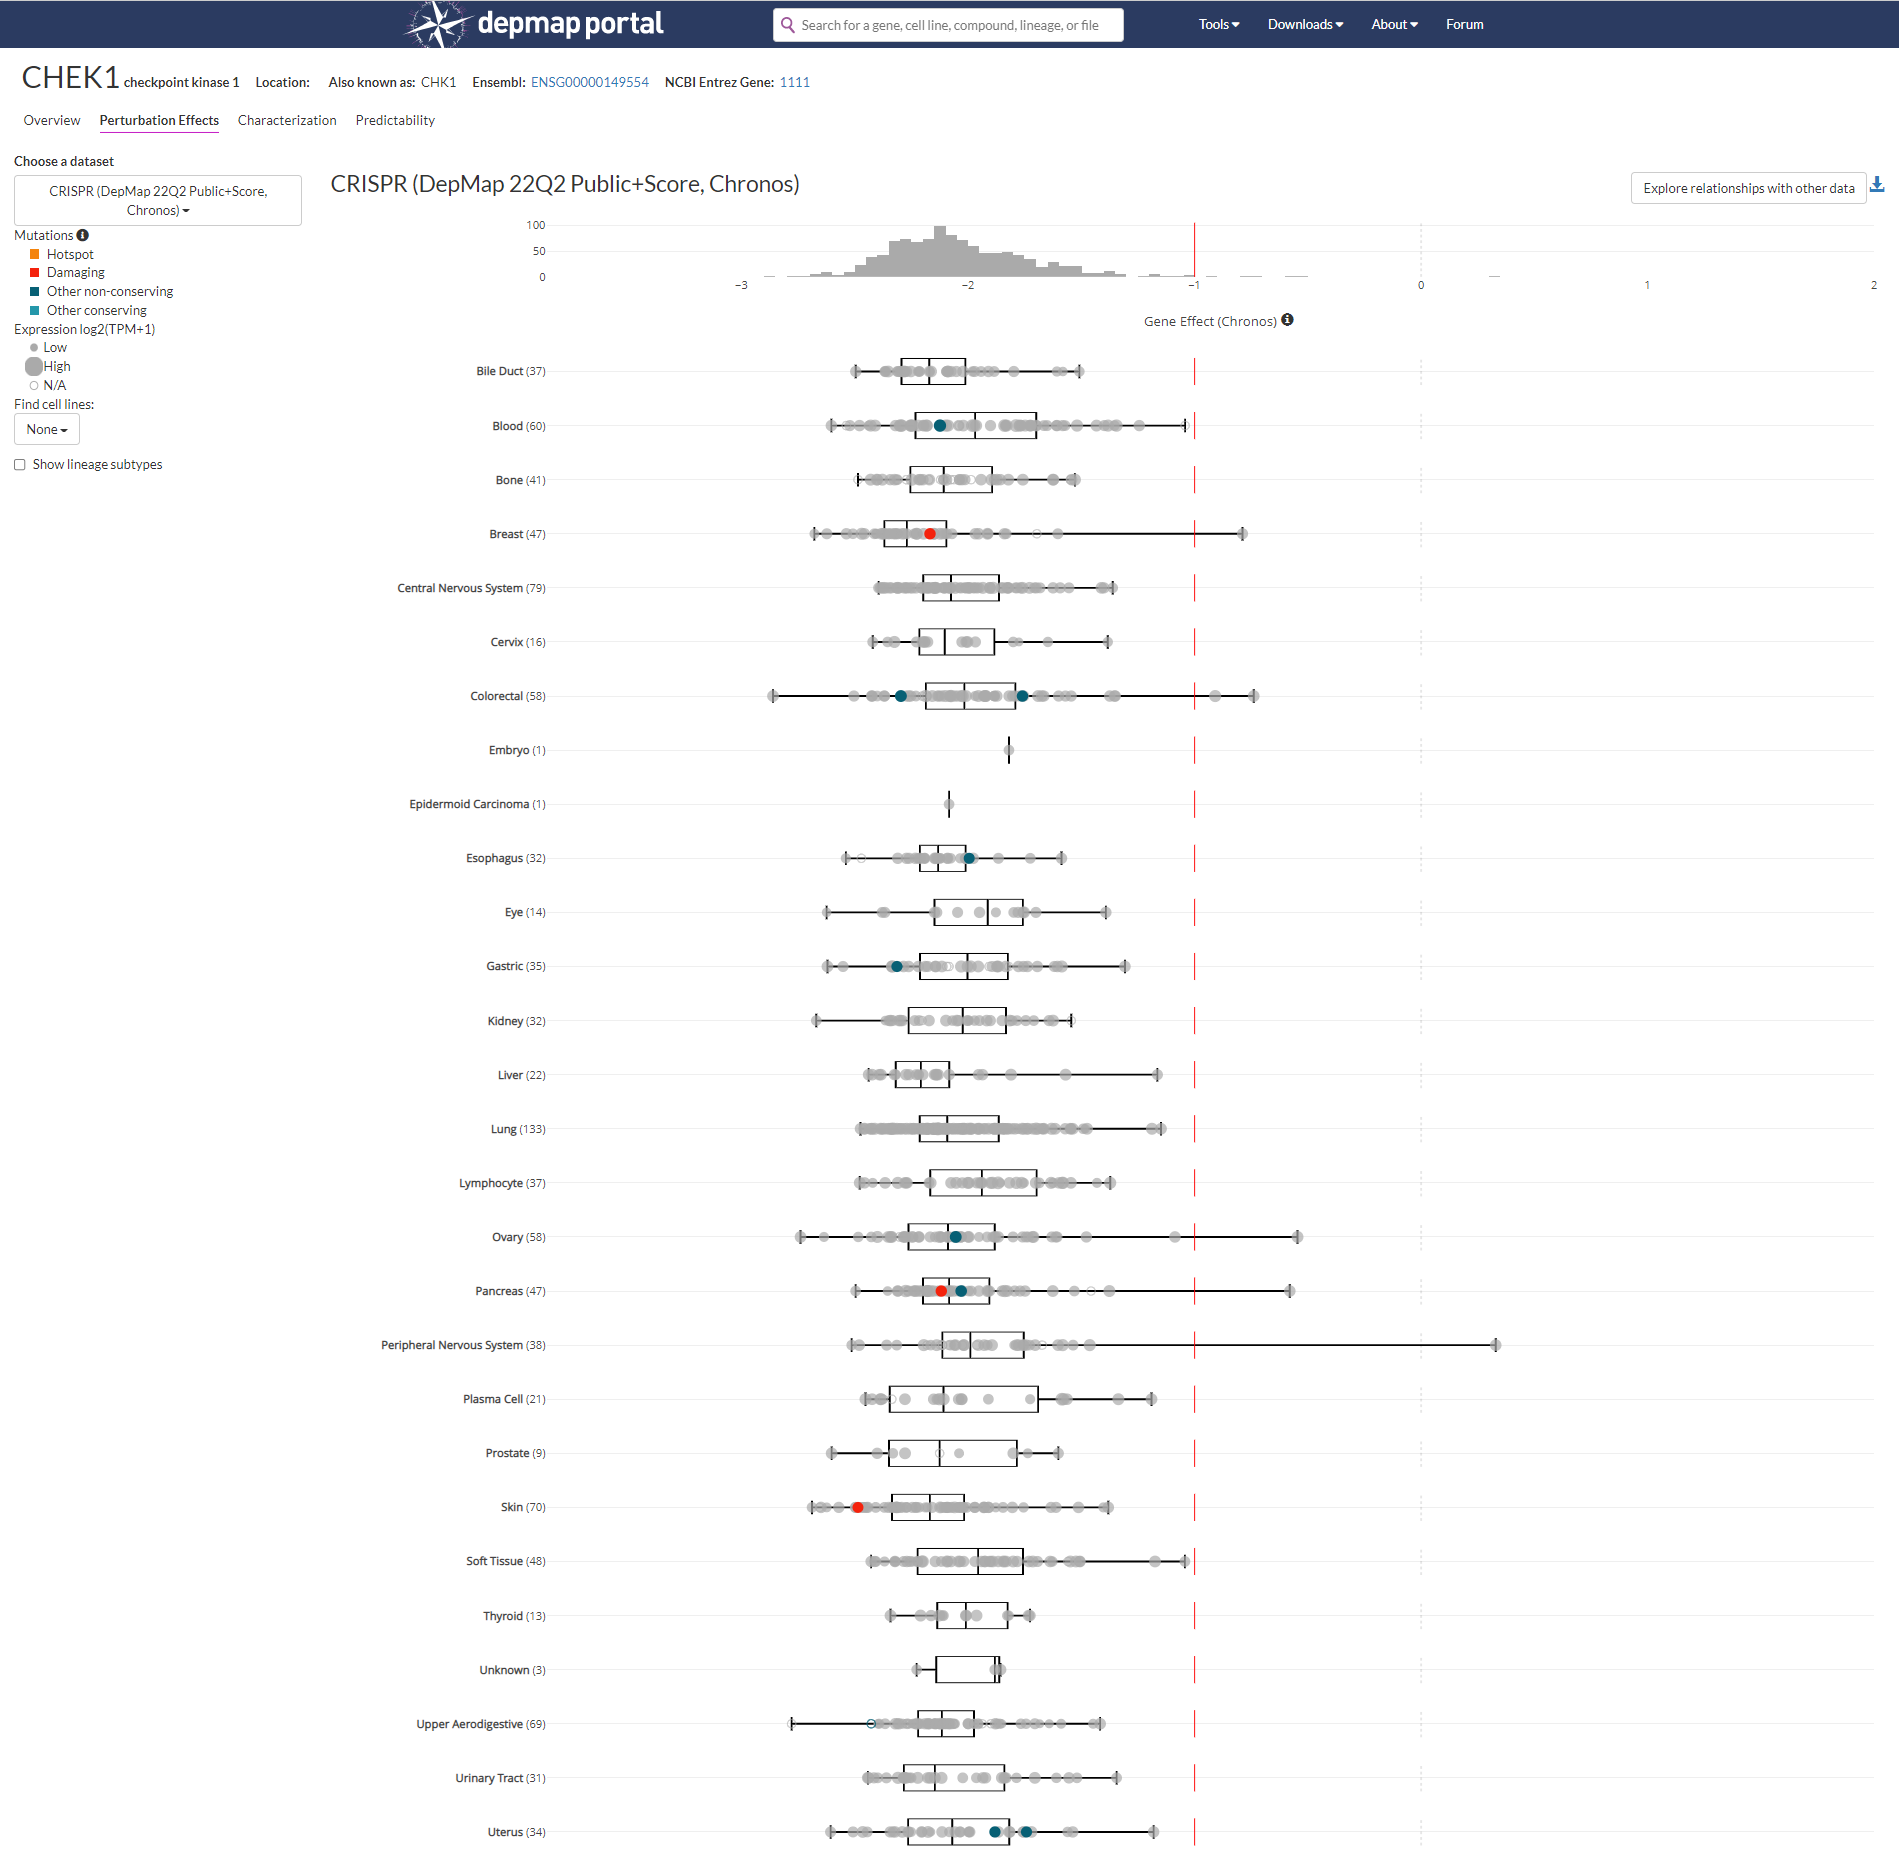 depmap portal
Search for a gene, cell line, compound, lineage, or file
Tools Downloads About Forum
CHEK1 checkpoint kinase 1 Location: Also known as: CHK1 Ensembl: ENSG00000149554 NCBI Entrez Gene: 1111
Overview Perturbation Effects Characterization Predictability
Choose a dataset
CRISPR (DepMap 22Q2 Public+Score,
Chronos)
Mutations
Hotspot
Damaging
Other non-conserving
Other conserving
Expression log2(TPM+1)
Low
High
N/A
Find cell lines:
None
Show lineage subtypes
CRISPR (DepMap 22Q2 Public+Score, Chronos)
Explore relationships with other data
100
50
0
−3 −2 −1 0 1 2
Gene Effect (Chronos)
Bile Duct (37)
Blood (60)
Bone (41)
Breast (47)
Central Nervous System (79)
Cervix (16)
Colorectal (58)
Embryo (1)
Epidermoid Carcinoma (1)
Esophagus (32)
Eye (14)
Gastric (35)
Kidney (32)
Liver (22)
Lung (133)
Lymphocyte (37)
Ovary (58)
Pancreas (47)
Peripheral Nervous System (38)
Plasma Cell (21)
Prostate (9)
Skin (70)
Soft Tissue (48)
Thyroid (13)
Unknown (3)
Upper Aerodigestive (69)
Urinary Tract (31)
Uterus (34)